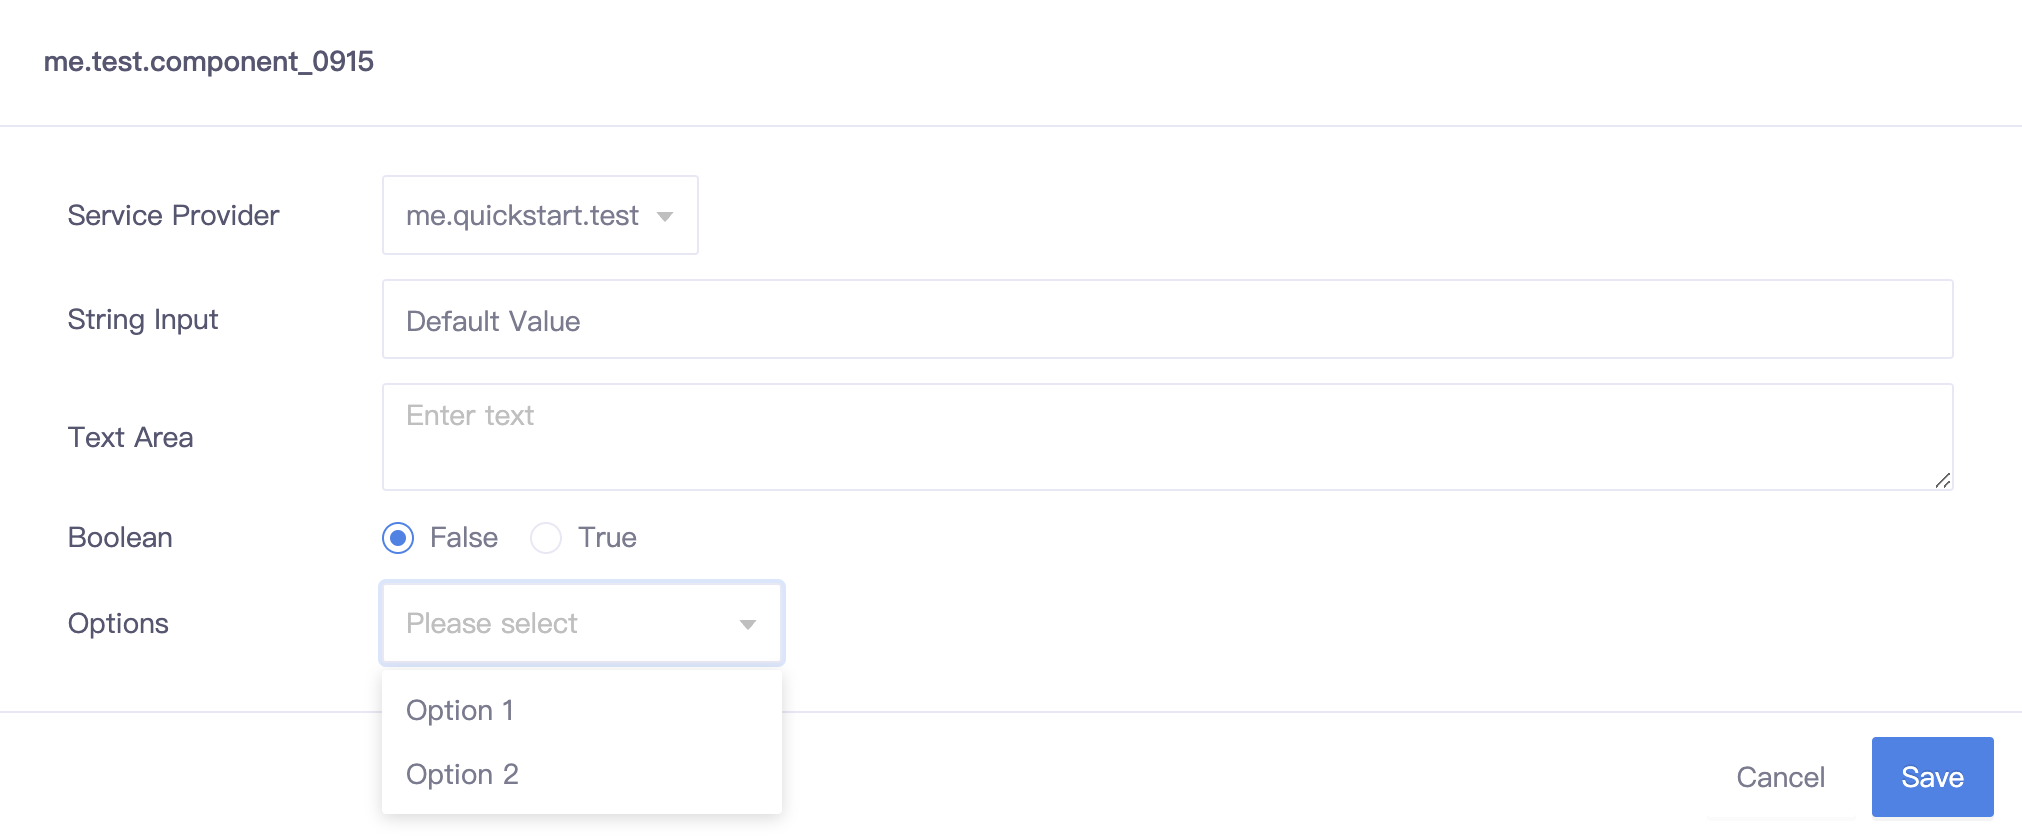 me.test.component_0915
Service Provider me.quickstart.test
String Input Default Value
Text Area Enter text
Boolean False True
Options Please select
Option 1
Option 2
Cancel Save